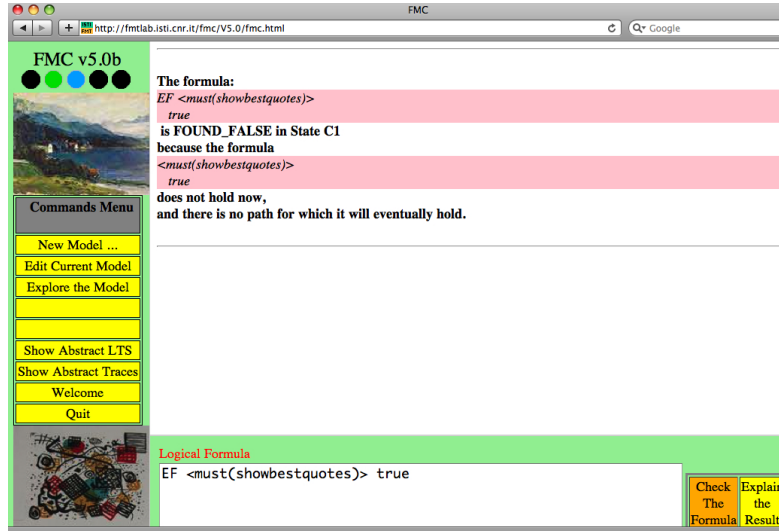 FMC
http://fmtlab.isti.cnr.it/fmc/V5.0/fmc.html
Google
FMC v5.0b
The formula:
EF <must(showbestquotes)>
true
is FOUND_FALSE in State C1
because the formula
<must(showbestquotes)>
true
does not hold now,
and there is no path for which it will eventually hold.
Commands Menu
New Model ...
Edit Current Model
Explore the Model
Show Abstract LTS
Show Abstract Traces
Welcome
Quit
Logical Formula
EF <must(showbestquotes)> true
Check
The
Formula
Explain
the
Result